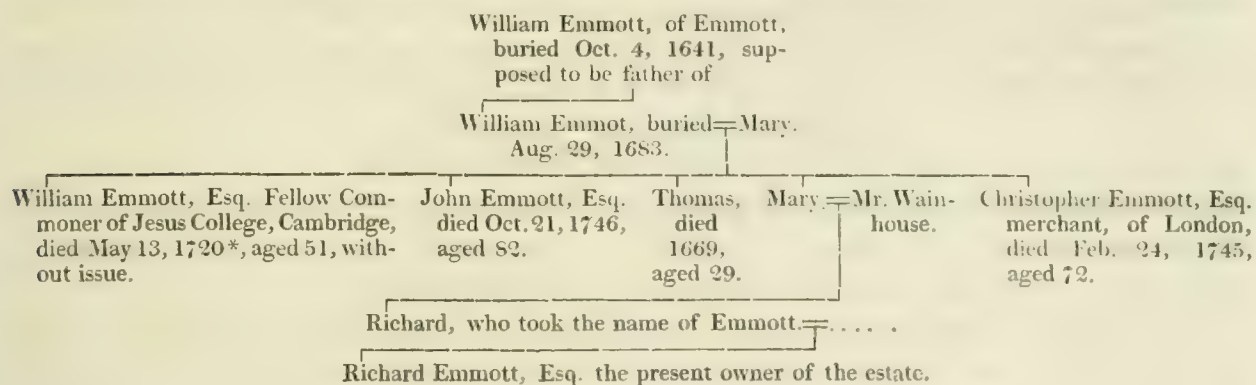 William Emmott, of Emmott,
buried Oct. 4, 1641, sup-
posed to be father of
William Emmot, buried=Mary.
Aug. 29, 1683.
William Emmott, Esq. Fellow Com-
moner of Jesus College, Cambridge,
died May 13, 1720*, aged 51, with-
out issue.
John Emmott, Esq.
died Oct. 21, 1746,
aged 82.
Thomas,
died
1669,
aged 29.
Mary.=Mr. Wain-
house.
Christopher Emmott, Esq.
merchant, of London,
died Feb. 24, 1745,
aged 72.
Richard, who took the name of Emmott.=.....
Richard Emmott, Esq. the present owner of the estate.